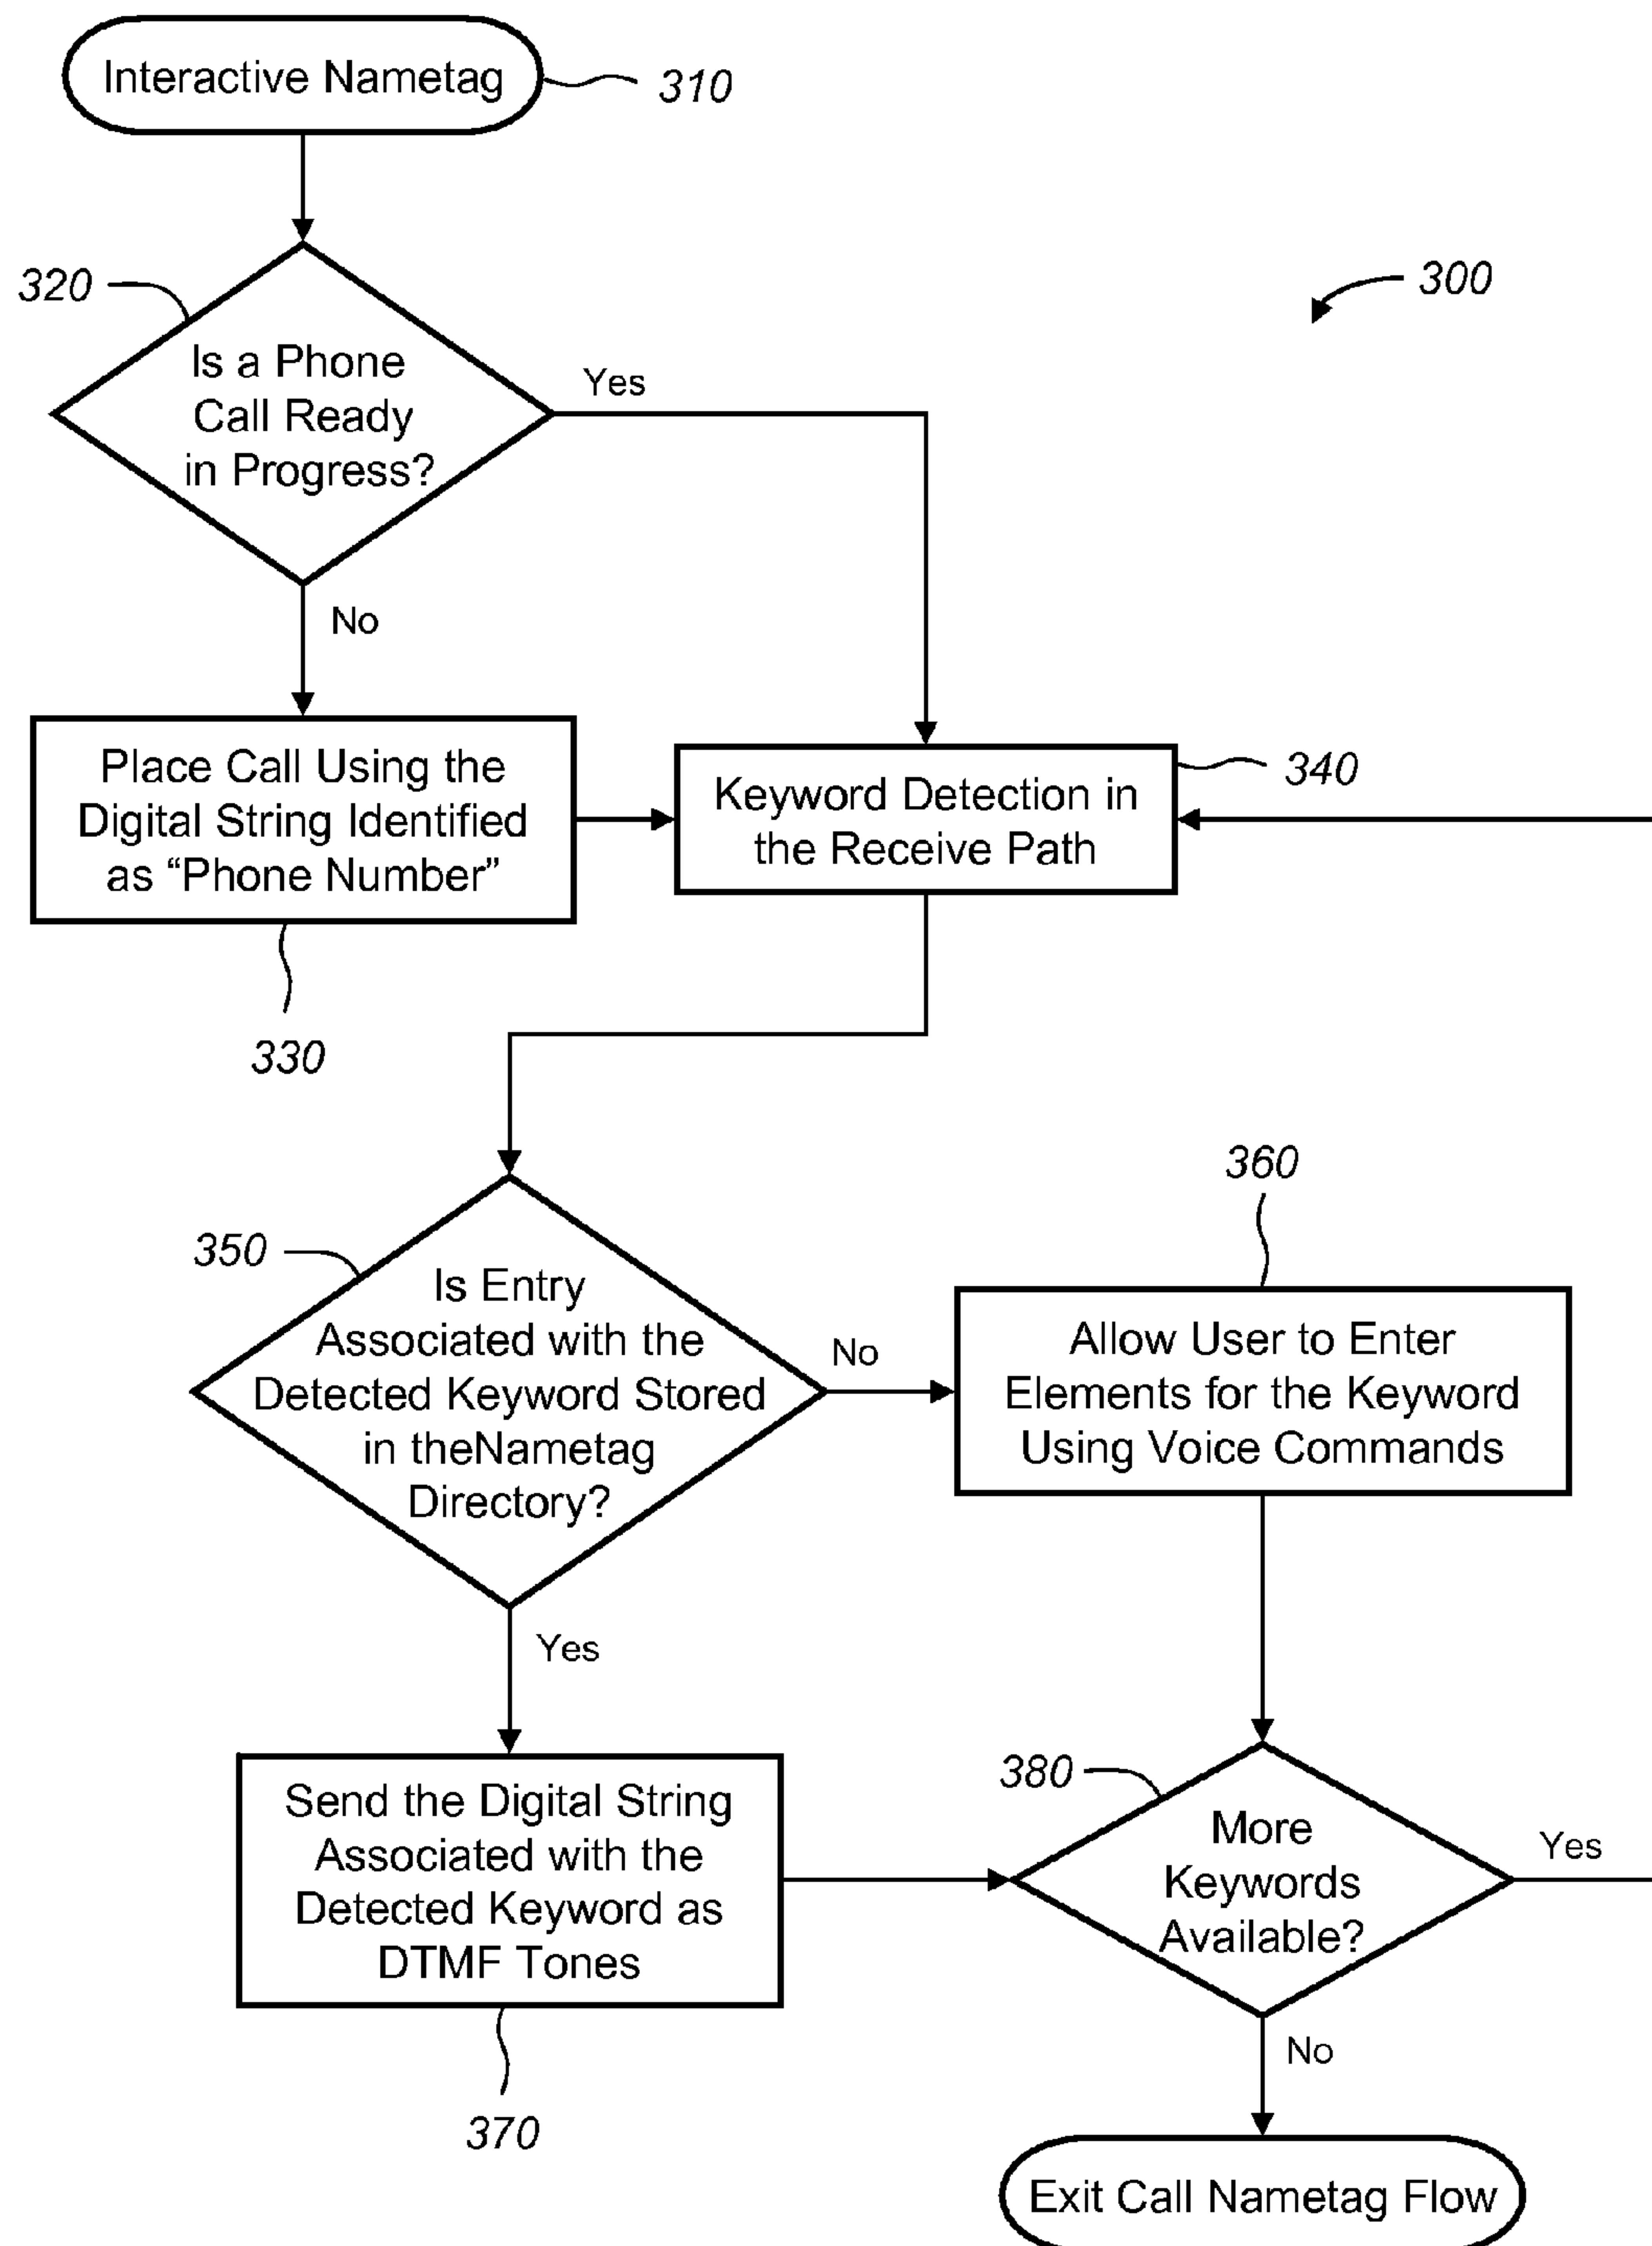 Interactive Nametag
310
320
300
Is a Phone
Call Ready
in Progress?
Yes
No
Place Call Using the
Digital String Identified
as “Phone Number”
330
Keyword Detection in
the Receive Path
340
350
Is Entry
Associated with the
Detected Keyword Stored
in theNametag
Directory?
No
360
Allow User to Enter
Elements for the Keyword
Using Voice Commands
Yes
Send the Digital String
Associated with the
Detected Keyword as
DTMF Tones
370
380
More
Keywords
Available?
Yes
No
Exit Call Nametag Flow